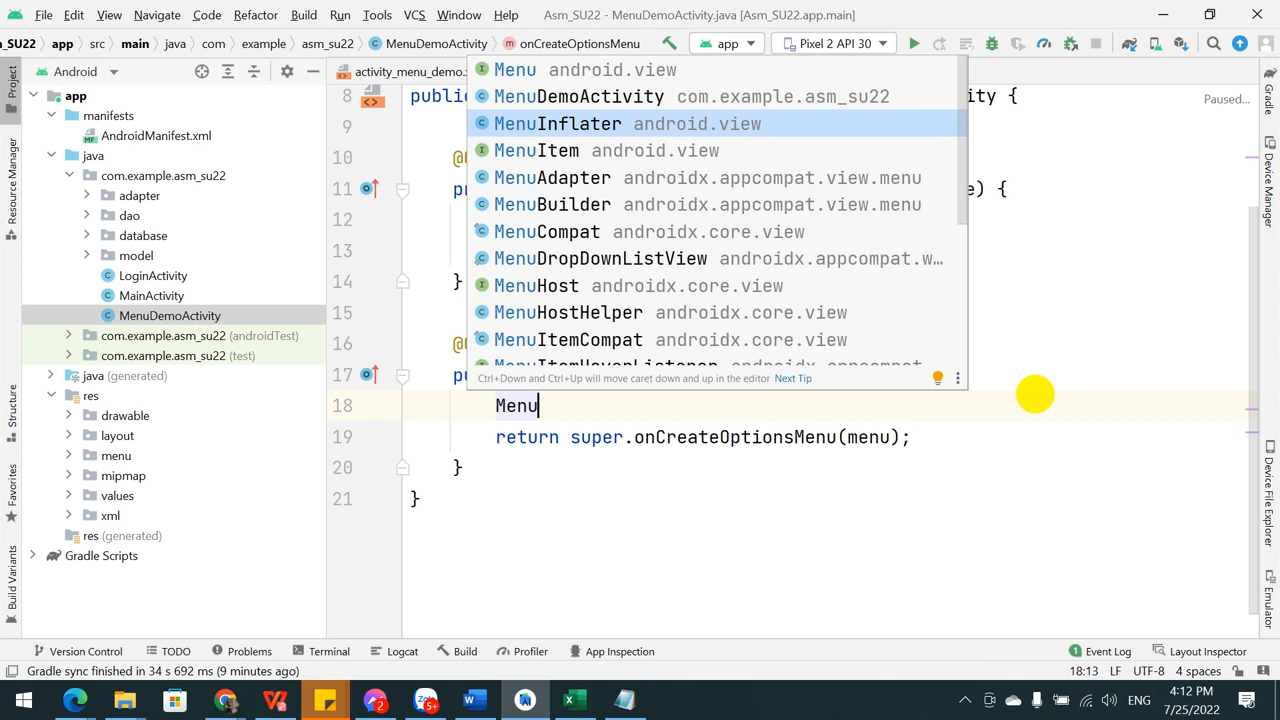 File Edit View Navigate Code Refactor Build Run Tools VCS Window Help Asm_SU22 - MenuDemoActivity.java [Asm_SU22.app.main]
_SU22 app src main java com example asm_su22 MenuDemoActivity onCreateOptionsMenu app Pixel 2 API 30
Project
Resource Manager
Structure
Favorites
Build Variants
Android
app
manifests
AndroidManifest.xml
java
com.example.asm_su22
adapter
dao
database
model
LoginActivity
MainActivity
MenuDemoActivity
com.example.asm_su22 (androidTest)
com.example.asm_su22 (test)
java (generated)
res
drawable
layout
menu
mipmap
values
xml
res (generated)
Gradle Scripts
activity_menu_demo.
Menu android.view
MenuDemoActivity com.example.asm_su22
MenuInflater android.view
MenuItem android.view
MenuAdapter androidx.appcompat.view.menu
MenuBuilder androidx.appcompat.view.menu
MenuCompat androidx.core.view
MenuDropDownListView androidx.appcompat.w…
MenuHost androidx.core.view
MenuHostHelper androidx.core.view
MenuItemCompat androidx.core.view
MenuItemHoverListener androidx.appcompat
Ctrl+Down and Ctrl+Up will move caret down and up in the editor Next Tip
Paused...
8 publi ity {
9
10 @
11 p e) {
12
13
14 }
15
16 @
17 pu
18 Menu
19 return super.onCreateOptionsMenu(menu);
20 }
21 }
Gradle
Device Manager
Device File Explorer
Emulator
Version Control TODO Problems Terminal Logcat Build Profiler App Inspection 1 Event Log Layout Inspector
Gradle sync finished in 34 s 692 ms (9 minutes ago) 18:13 LF UTF-8 4 spaces
2 5+ ENG 4:12 PM
7/25/2022